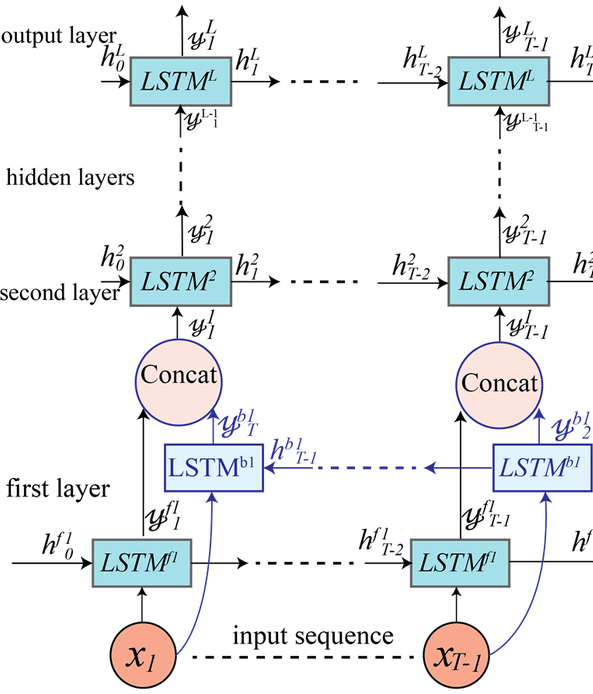 output layer
y_1^L
y_{T-1}^L
h_0^L
LSTM^L
h_1^L
h_{T-2}^L
LSTM^L
h_T^L
y_1^{L-1}
y_{T-1}^{L-1}
hidden layers
y_1^2
y_{T-1}^2
h_0^2
LSTM^2
h_1^2
h_{T-2}^2
LSTM^2
second layer
y_1^1
y_{T-1}^1
Concat
Concat
y_T^{b1}
y_2^{b1}
LSTM^{b1}
h_{T-1}^{b1}
LSTM^{b1}
first layer
y_1^{f1}
y_{T-1}^{f1}
h_0^{f1}
LSTM^{f1}
h_{T-2}^{f1}
LSTM^{f1}
h^f
x_1
input sequence
x_{T-1}